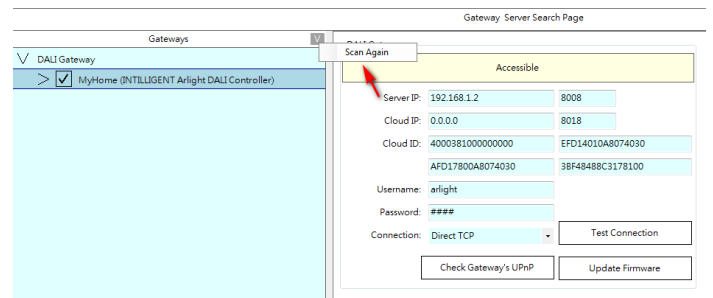 Gateway Server Search Page
Gateways
V
Scan Again
DALI Gateway
MyHome (INTILLIGENT Arlight DALI Controller)
Accessible
Server IP: 192.168.1.2 8008
Cloud IP: 0.0.0.0 8018
Cloud ID: 4000381000000000 EFD14010A8074030
AFD17800A8074030 3BF48488C3178100
Username: arlight
Password: ####
Connection: Direct TCP Test Connection
Check Gateway's UPnP Update Firmware